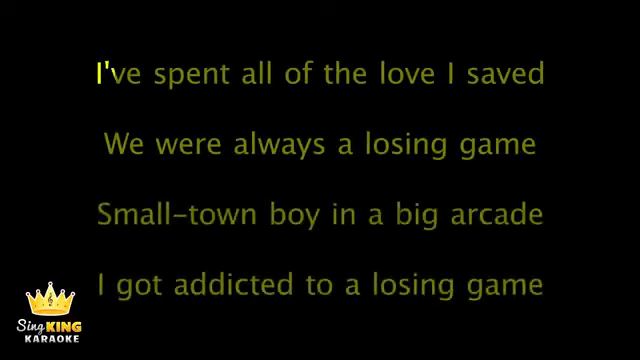 I've spent all of the love I saved
We were always a losing game
Small-town boy in a big arcade
I got addicted to a losing game
Sing KING
KARAOKE